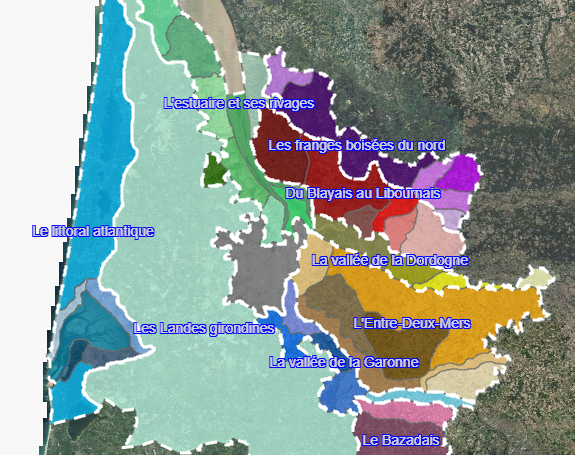 L'estuaire et ses rivages
Les franges boisées du nord
Du Blayais au Libournais
Le littoral atlantique
La vallée de la Dordogne
Les Landes girondines
L'Entre-Deux-Mers
La vallée de la Garonne
Le Bazadais